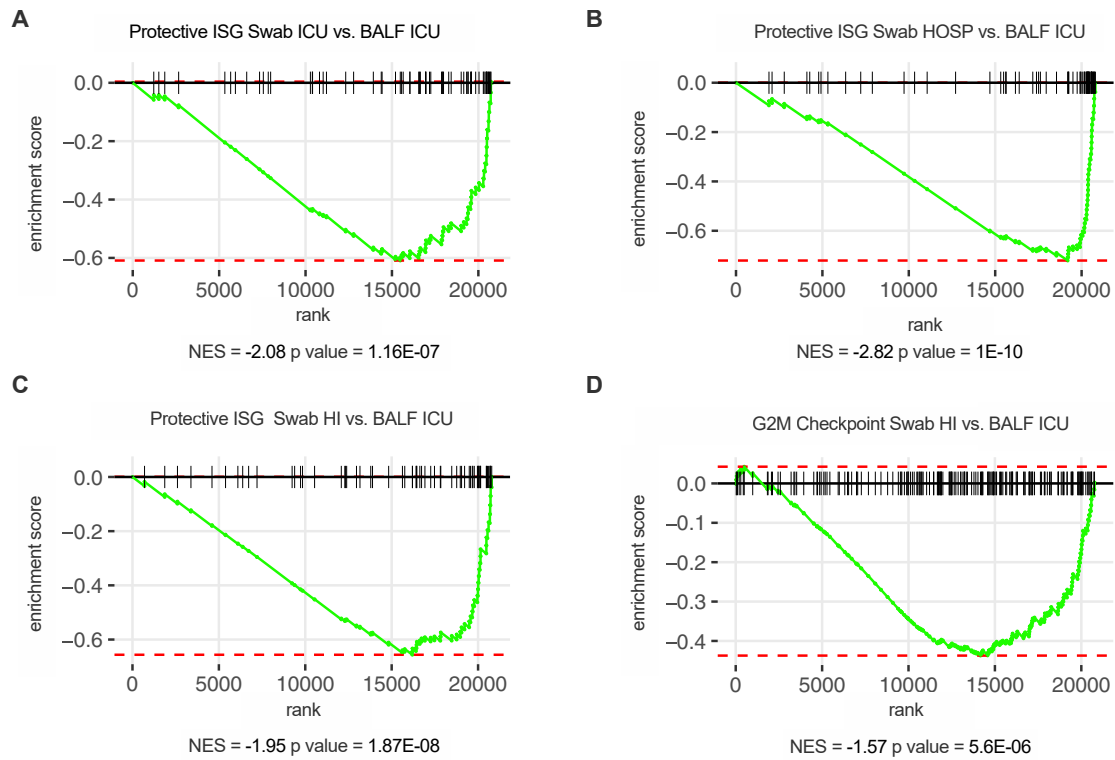 A
Protective ISG Swab ICU vs. BALF ICU
enrichment score
0.0
−0.2
−0.4
−0.6
0 5000 10000 15000 20000
rank
NES = -2.08 p value = 1.16E-07
B
Protective ISG Swab HOSP vs. BALF ICU
enrichment score
0.0
−0.2
−0.4
−0.6
0 5000 10000 15000 20000
rank
NES = -2.82 p value = 1E-10
C
Protective ISG Swab HI vs. BALF ICU
enrichment score
0.0
−0.2
−0.4
−0.6
0 5000 10000 15000 20000
rank
NES = -1.95 p value = 1.87E-08
D
G2M Checkpoint Swab HI vs. BALF ICU
enrichment score
0.0
−0.1
−0.2
−0.3
−0.4
0 5000 10000 15000 20000
rank
NES = -1.57 p value = 5.6E-06